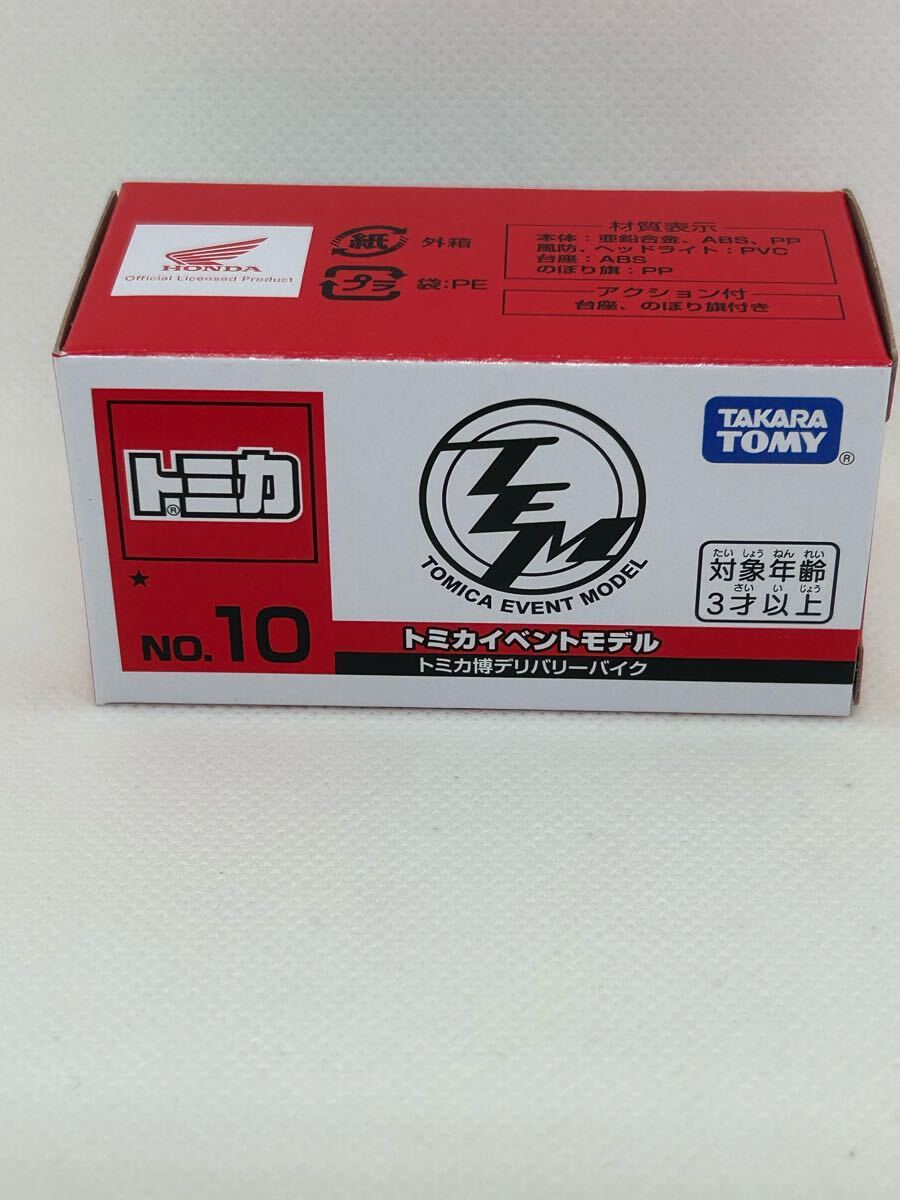 HONDA
Official Licensed Product
紙 外箱
プラ 袋:PE
材質表示
本体:亜鉛合金、ABS、PP
風防、ヘッドライト:PVC
台座:ABS
のぼり旗:PP
アクション付
台座、のぼり旗付き
トミカ®
★
NO.10
TEM
TOMICA EVENT MODEL
トミカイベントモデル
トミカ博デリバリーバイク
TAKARA
TOMY®
たいしょうねんれい
対象年齢
さいいじょう
3才以上